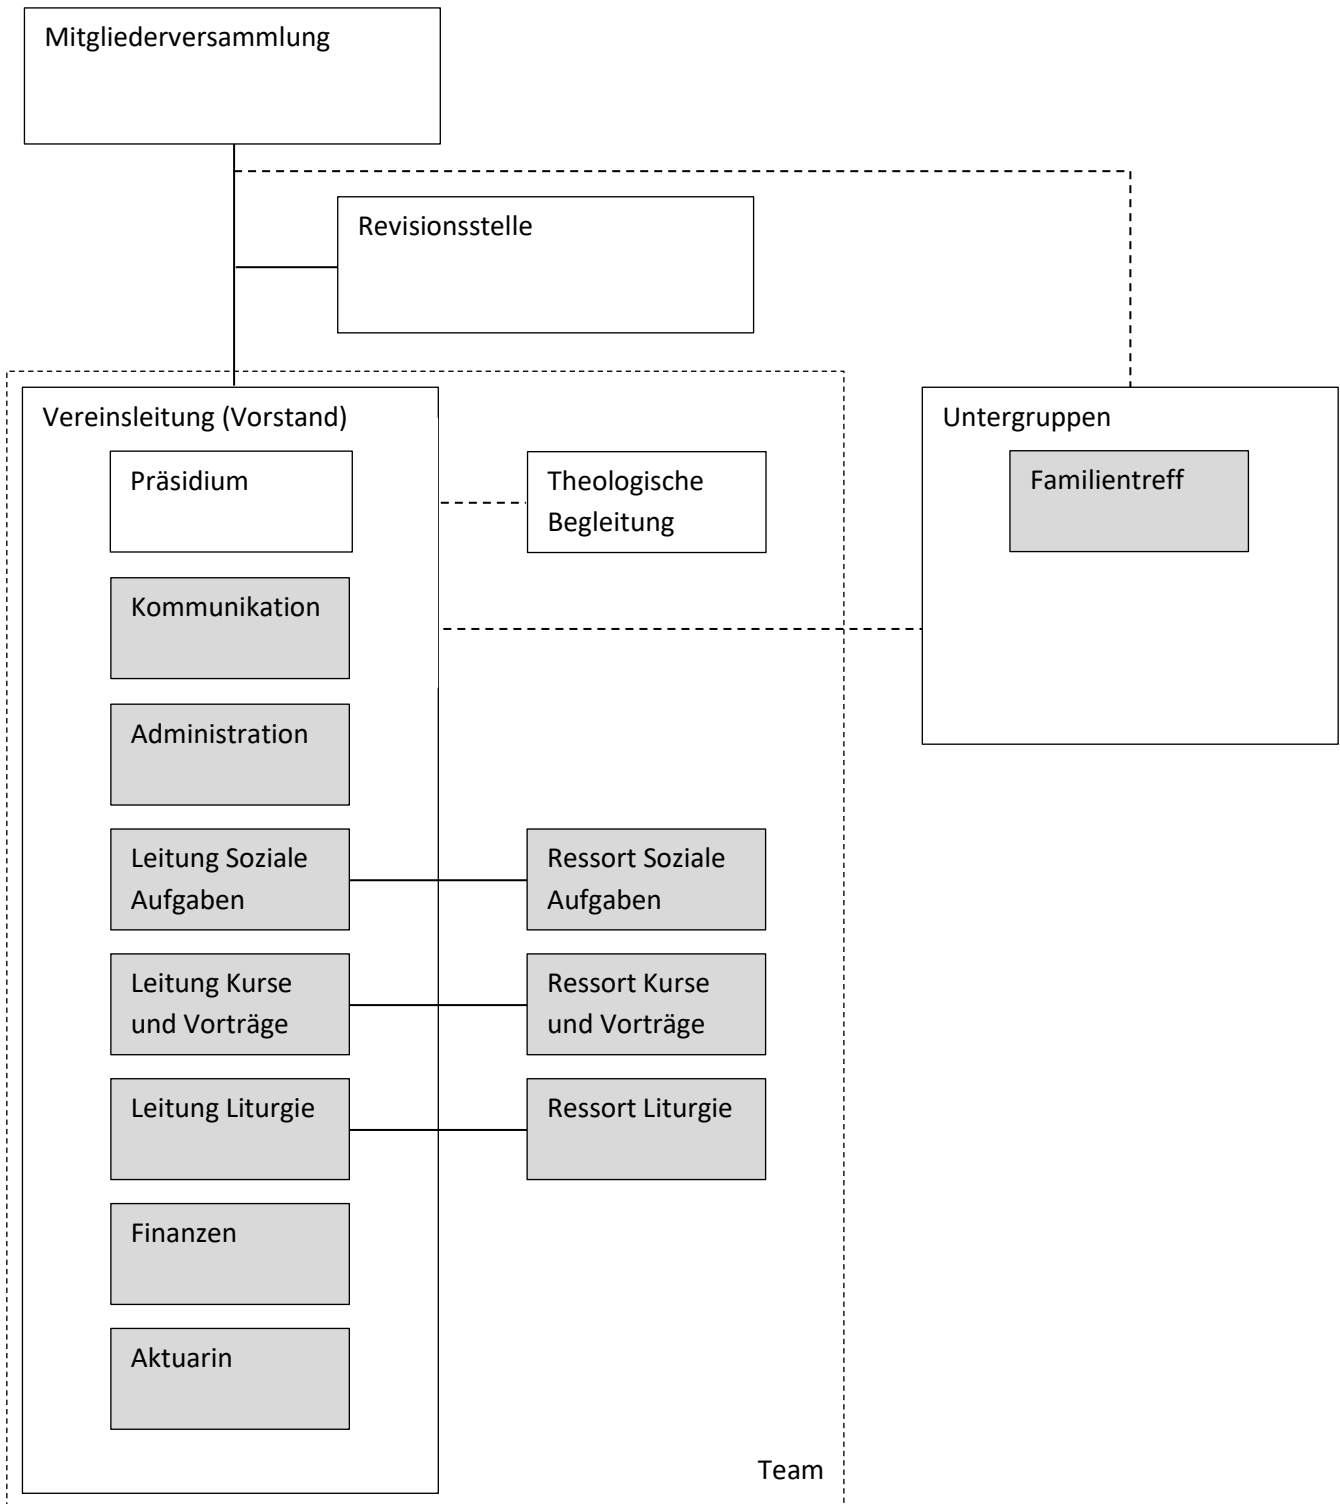 Mitgliederversammlung
Revisionsstelle
Vereinsleitung (Vorstand)
Untergruppen
Präsidium
Theologische
Begleitung
Familientreff
Kommunikation
Administration
Leitung Soziale
Aufgaben
Ressort Soziale
Aufgaben
Leitung Kurse
und Vorträge
Ressort Kurse
und Vorträge
Leitung Liturgie
Ressort Liturgie
Finanzen
Aktuarin
Team